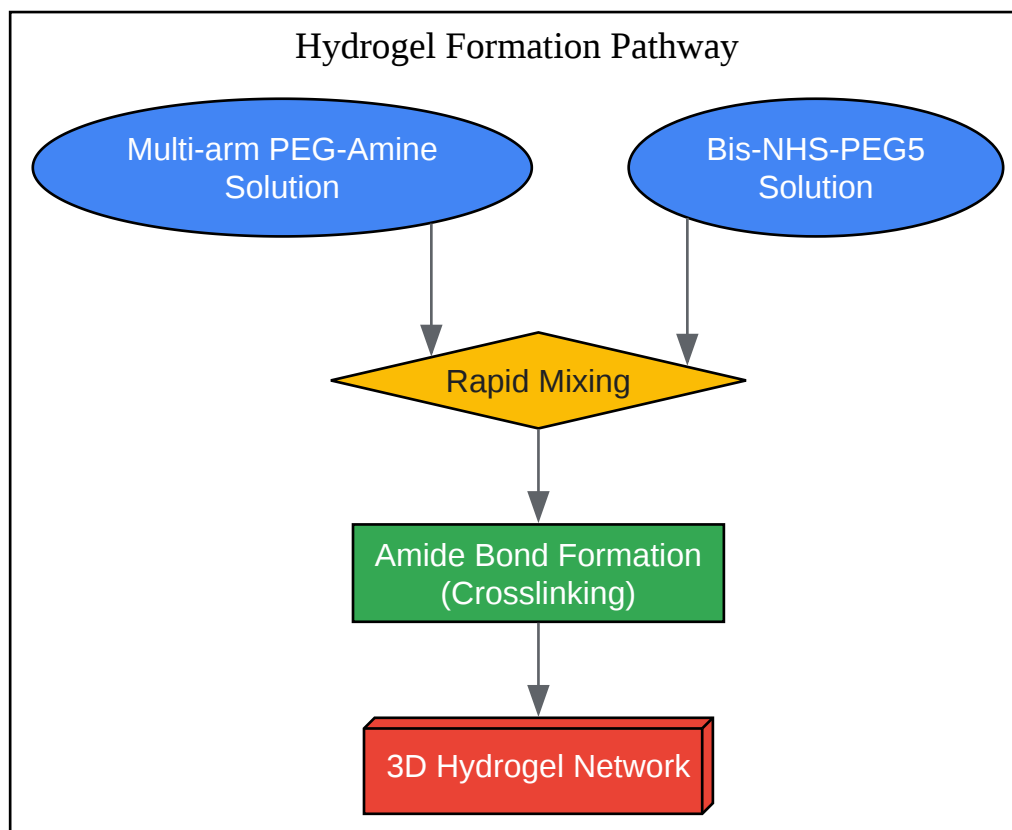 Hydrogel Formation Pathway
Multi-arm PEG-Amine
Solution
Bis-NHS-PEG5
Solution
Rapid Mixing
Amide Bond Formation
(Crosslinking)
3D Hydrogel Network